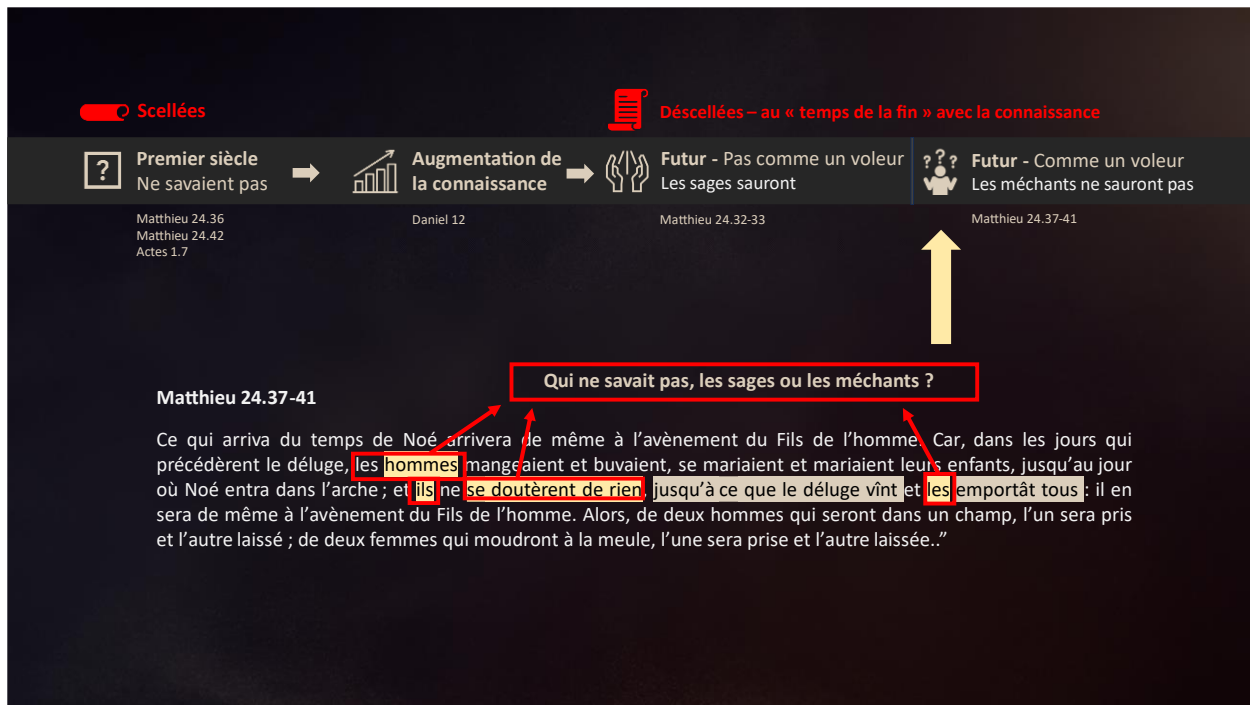 Scellées
Déscellées – au « temps de la fin » avec la connaissance
?
Premier siècle
Ne savaient pas
Augmentation de
la connaissance
Futur - Pas comme un voleur
Les sages sauront
???
Futur - Comme un voleur
Les méchants ne sauront pas
Matthieu 24.36
Matthieu 24.42
Actes 1.7
Daniel 12
Matthieu 24.32-33
Matthieu 24.37-41
Qui ne savait pas, les sages ou les méchants ?
Matthieu 24.37-41
Ce qui arriva du temps de Noé arrivera de même à l’avènement du Fils de l’homme. Car, dans les jours qui
précédèrent le déluge, les hommes mangeaient et buvaient, se mariaient et mariaient leurs enfants, jusqu’au jour
où Noé entra dans l’arche ; et ils ne se doutèrent de rien, jusqu’à ce que le déluge vînt et les emportât tous : il en
sera de même à l’avènement du Fils de l’homme. Alors, de deux hommes qui seront dans un champ, l’un sera pris
et l’autre laissé ; de deux femmes qui moudront à la meule, l’une sera prise et l’autre laissée..”